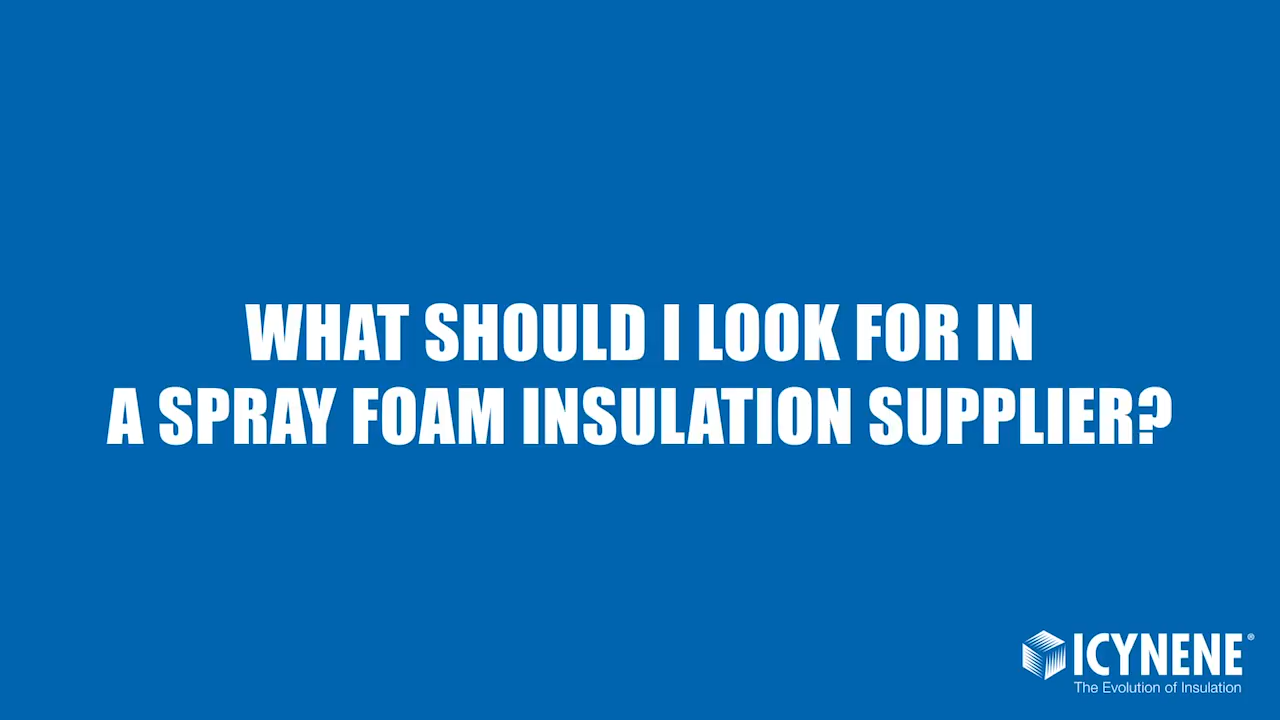 WHAT SHOULD I LOOK FOR IN
A SPRAY FOAM INSULATION SUPPLIER?
ICYNENE®
The Evolution of Insulation